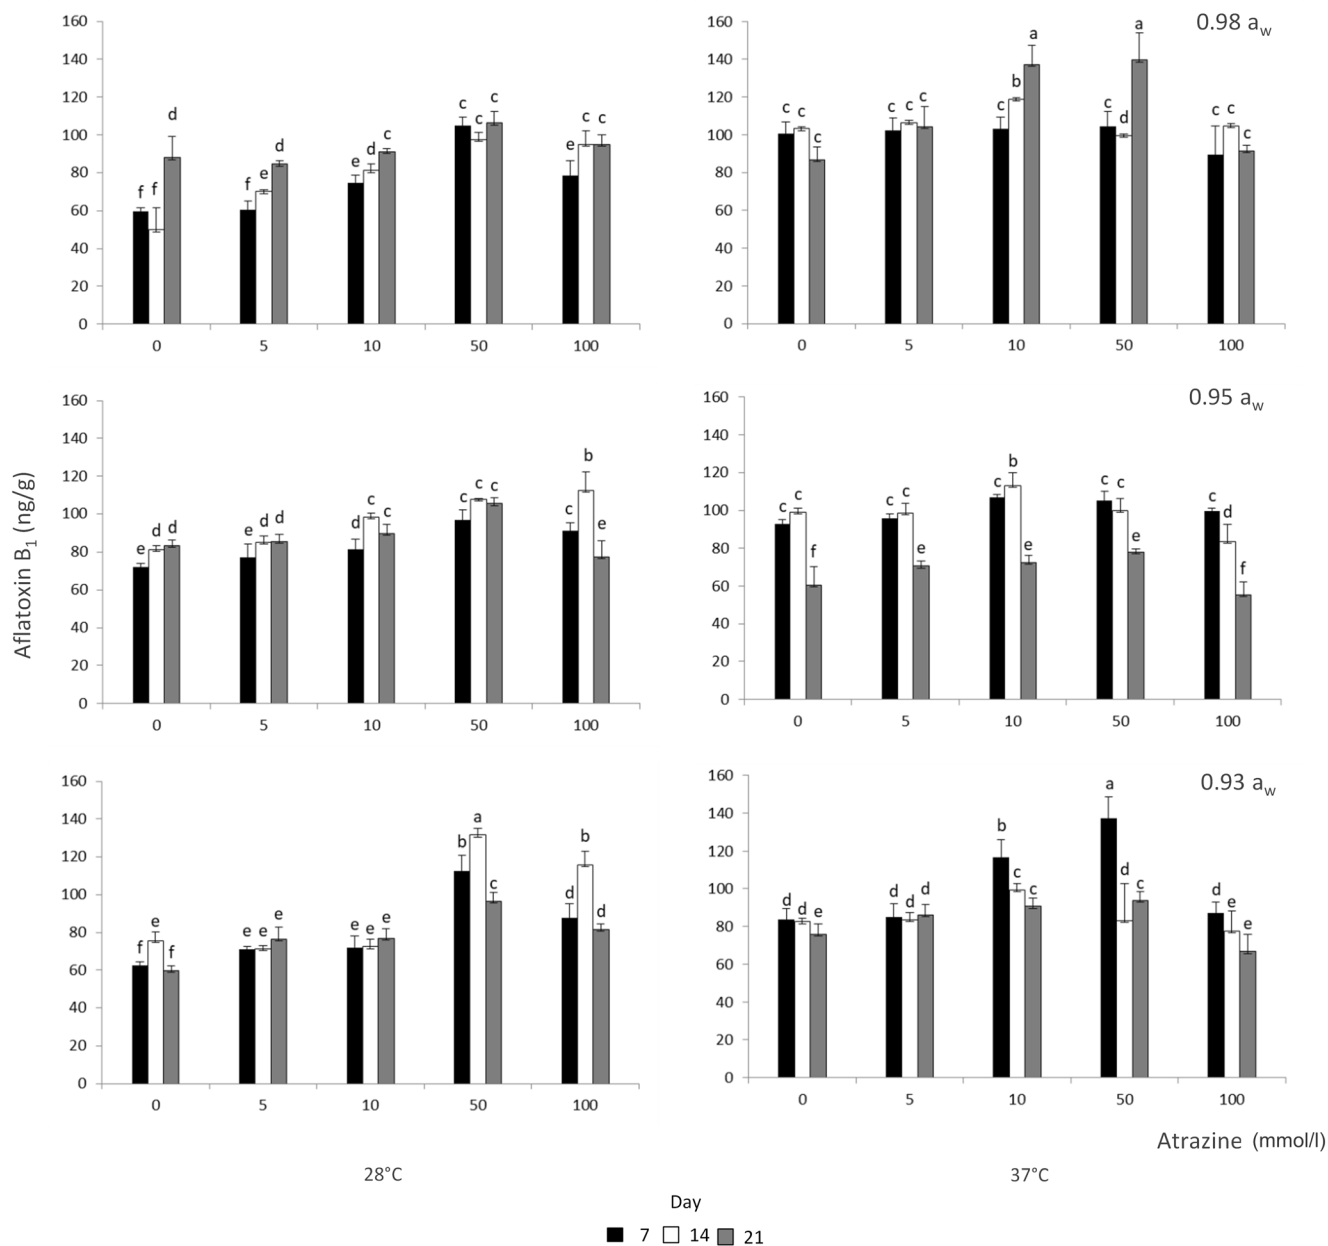 0.98 aw
160
140
120
100
80
60
40
20
0
f f d
f e d
e d c
c c c
e c c
0 5 10 50 100
160
140
120
100
80
60
40
20
0
c c c
c c c
c b a
c d a
c c c
0 5 10 50 100
Aflatoxin B1 (ng/g)
0.95 aw
160
140
120
100
80
60
40
20
0
e d d
e d d
d c c
c c c
c b e
0 5 10 50 100
160
140
120
100
80
60
40
20
0
c c f
c c e
c b e
c c e
c d f
0 5 10 50 100
0.93 aw
160
140
120
100
80
60
40
20
0
f e f
e e e
e e e
b a c
d b d
0 5 10 50 100
160
140
120
100
80
60
40
20
0
d d e
d d d
b c c
a d c
d e e
0 5 10 50 100
Atrazine (mmol/l)
28°C 37°C
Day
7 14 21